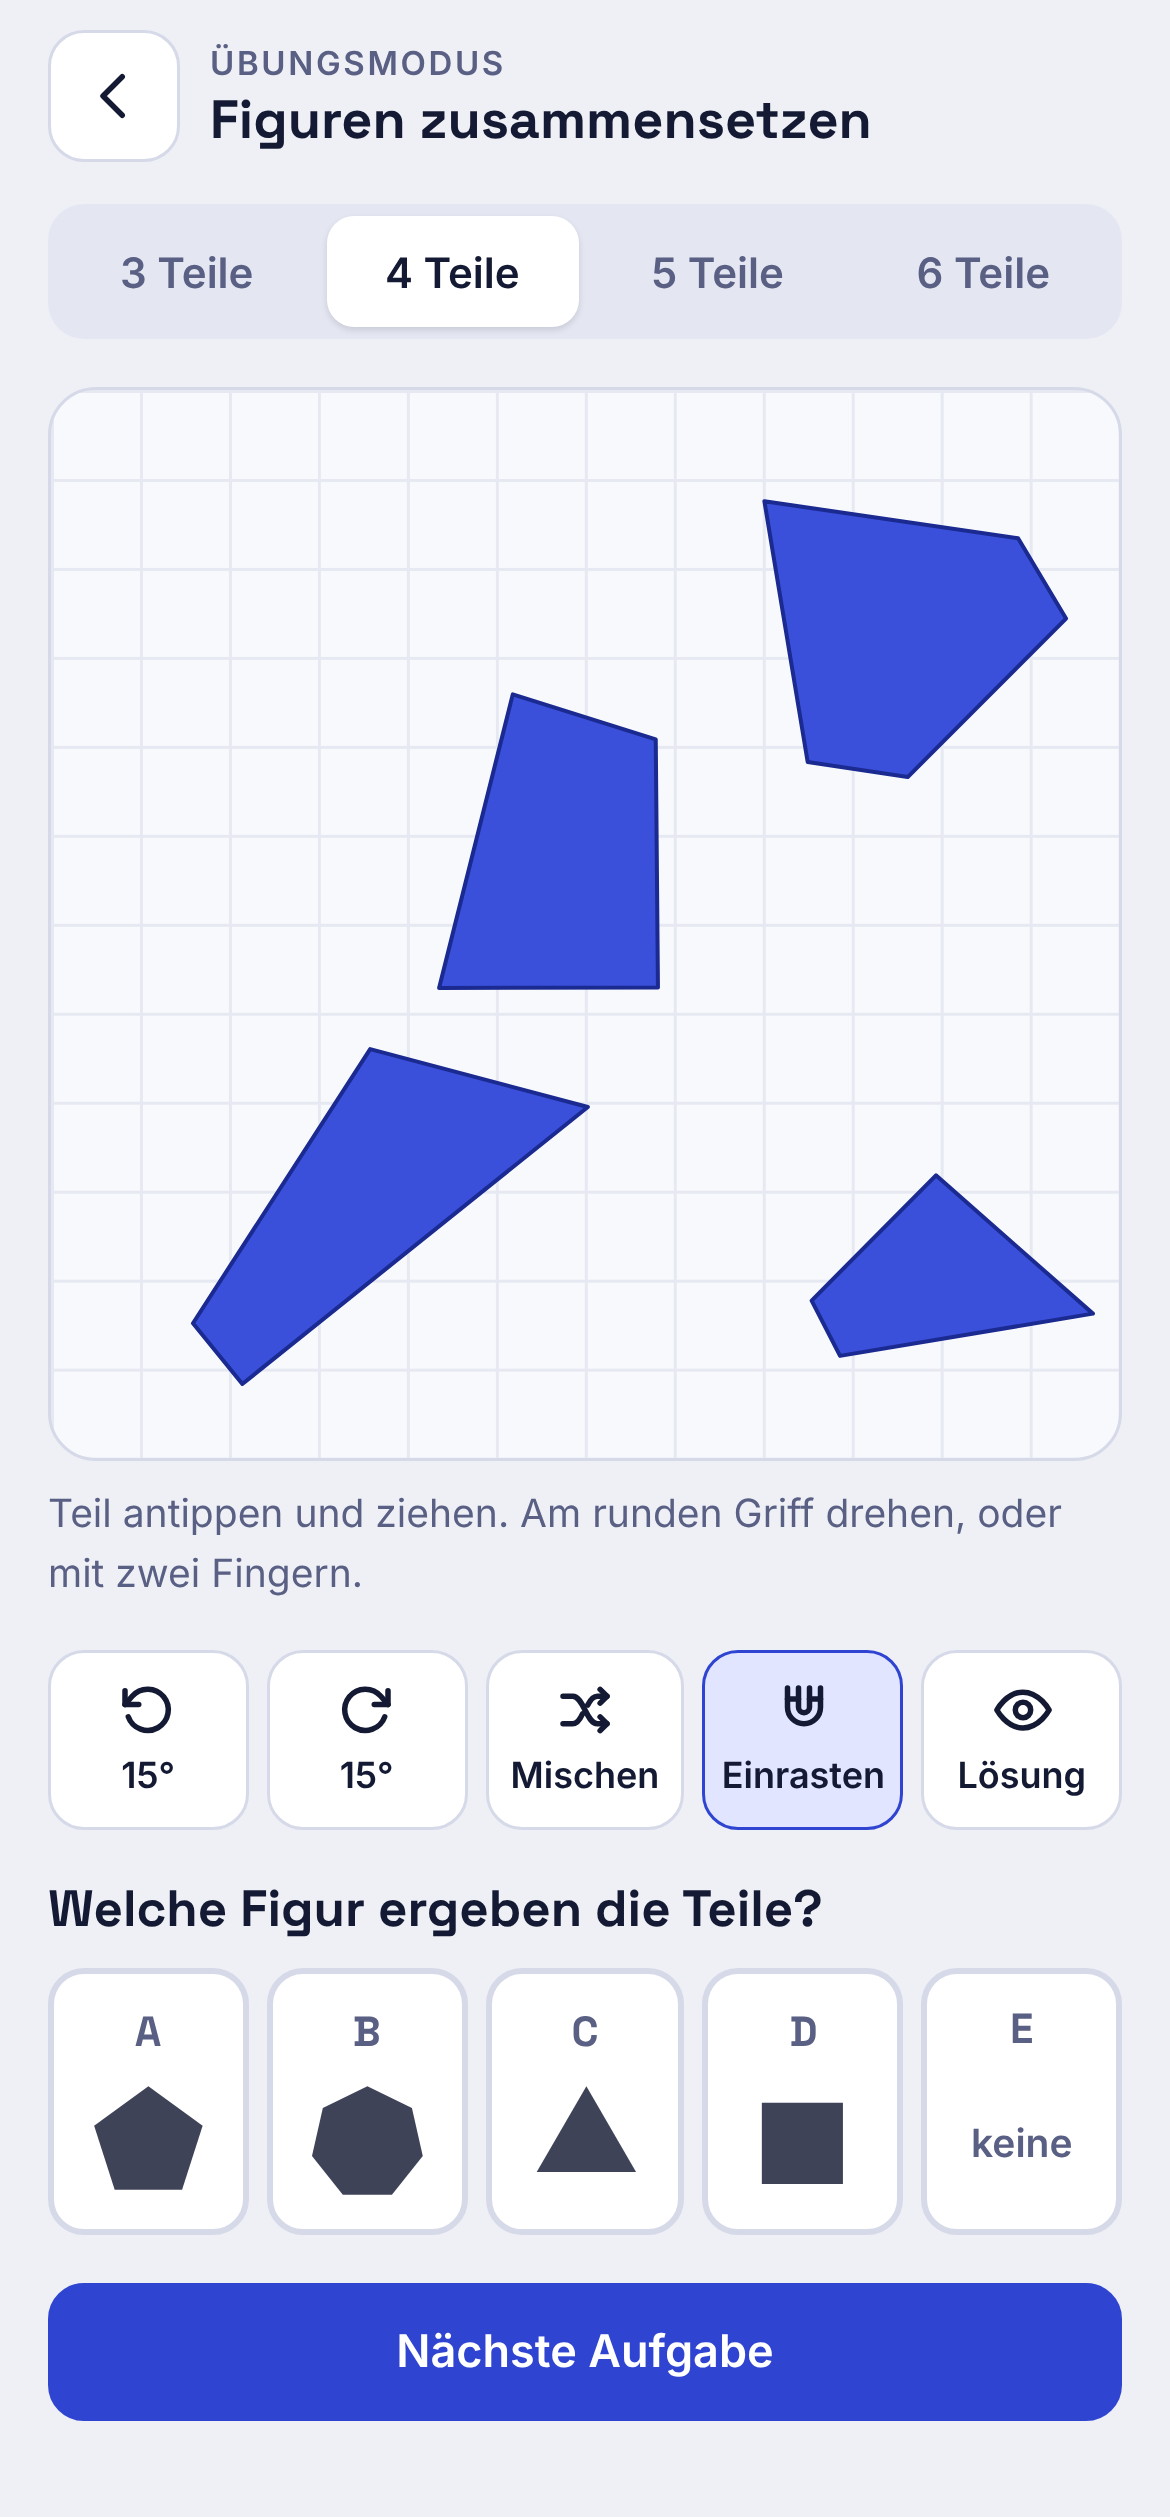 ÜBUNGSMODUS
Figuren zusammensetzen
3 Teile 4 Teile 5 Teile 6 Teile
Teil antippen und ziehen. Am runden Griff drehen, oder
mit zwei Fingern.
15° 15° Mischen Einrasten Lösung
Welche Figur ergeben die Teile?
A B C D E
keine
Nächste Aufgabe